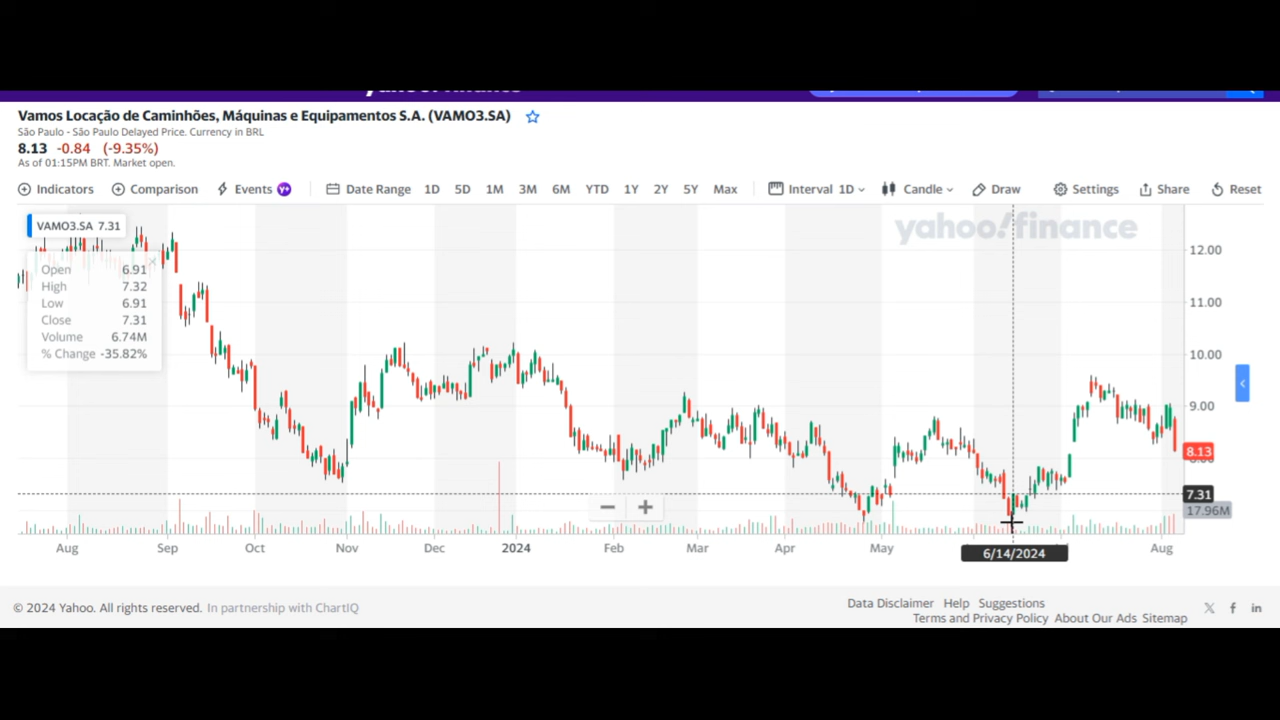 Vamos Locação de Caminhões, Máquinas e Equipamentos S.A. (VAMO3.SA)
São Paulo - São Paulo Delayed Price. Currency in BRL
8.13 -0.84 (-9.35%)
As of 01:15PM BRT. Market open.
Indicators Comparison Events Y+ Date Range 1D 5D 1M 3M 6M YTD 1Y 2Y 5Y Max Interval 1D Candle Draw Settings Share Reset
VAMO3.SA 7.31
yahoo!finance
Open 6.91
High 7.32
Low 6.91
Close 7.31
Volume 6.74M
% Change -35.82%
12.00
11.00
10.00
9.00
8.13
8.00
7.31
17.96M
Aug Sep Oct Nov Dec 2024 Feb Mar Apr May 6/14/2024 Aug
© 2024 Yahoo. All rights reserved. In partnership with ChartIQ
Data Disclaimer Help Suggestions
Terms and Privacy Policy About Our Ads Sitemap